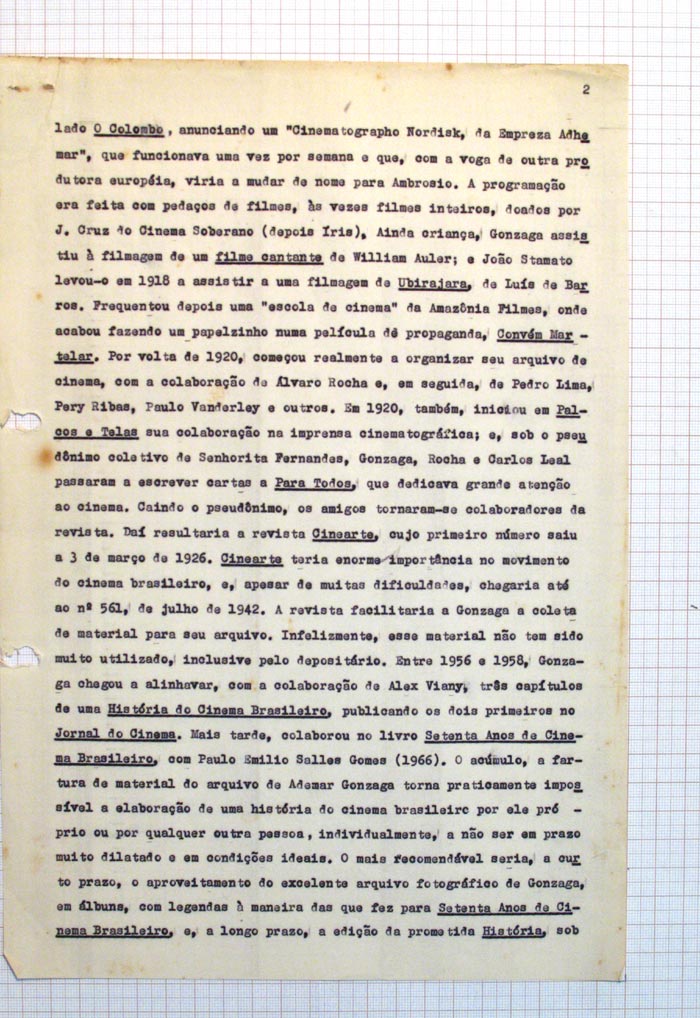 2
lado O Colombo, anunciando um "Cinematographo Nordisk, da Empreza Adhe
mar", que funcionava uma vez por semana e que, com a voga de outra pro
dutora européia, viria a mudar de nome para Ambrosio. A programação
era feita com pedaços de filmes, às vezes filmes inteiros, doados por
J. Cruz do Cinema Soberano (depois Íris). Ainda criança, Gonzaga assis
tiu à filmagem de um filme cantante de William Auler; e João Stamato
levou-o em 1918 a assistir a uma filmagem de Ubirajara, de Luís de Bar
ros. Frequentou depois uma "escola de cinema" da Amazônia Filmes, onde
acabou fazendo um papelzinho numa película dé propaganda, Convém Mar -
telar. Por volta de 1920, começou realmente a organizar seu arquivo de
cinema, com a colaboração de Álvaro Rocha e, em seguida, de Pedro Lima,
Pery Ribas, Paulo Vanderley e outros. Em 1920, também, iniciou em Pal-
cos e Telas sua colaboração na imprensa cinematográfica; e, sob o pseu
dônimo coletivo de Senhorita Fernandes, Gonzaga, Rocha e Carlos Leal
passaram a escrever cartas a Para Todos, que dedicava grande atenção
ao cinema. Caindo o pseudônimo, os amigos tornaram-se colaboradores da
revista. Daí resultaria a revista Cinearte, cujo primeiro número saiu
a 3 de março de 1926. Cinearte teria enorme importância no movimento
do cinema brasileiro, e, apesar de muitas dificuldades, chegaria até
ao nº 561, de julho de 1942. A revista facilitaria a Gonzaga a coleta
de material para seu arquivo. Infelizmente, esse material não tem sido
muito utilizado, inclusive pelo depositário. Entre 1956 e 1958, Gonza-
ga chegou a alinhavar, com a colaboração de Alex Viany, três capítulos
de uma História do Cinema Brasileiro, publicando os dois primeiros no
Jornal do Cinema. Mais tarde, colaborou no livro Setenta Anos de Cine-
ma Brasileiro, com Paulo Emilio Salles Gomes (1966). O acúmulo, a far-
tura de material do arquivo de Ademar Gonzaga torna praticamente impos
sível a elaboração de uma história do cinema brasileiro por ele pró -
prio ou por qualquer outra pessoa, individualmente, a não ser em prazo
muito dilatado e em condições ideais. O mais recomendável seria, a cur
to prazo, o aproveitamento do excelente arquivo fotográfico de Gonzaga,
em álbuns, com legendas à maneira das que fez para Setenta Anos de Ci-
nema Brasileiro, e, a longo prazo, a edição da prometida História, sob